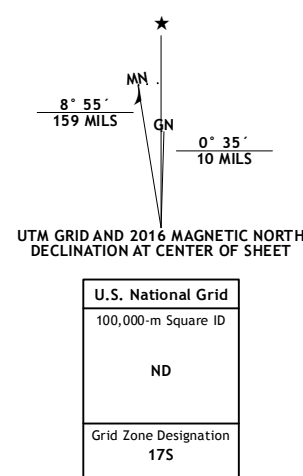 ★
MN
8° 55´
159 MILS
GN
0° 35´
10 MILS
UTM GRID AND 2016 MAGNETIC NORTH
DECLINATION AT CENTER OF SHEET
U.S. National Grid
100,000-m Square ID
ND
Grid Zone Designation
17S